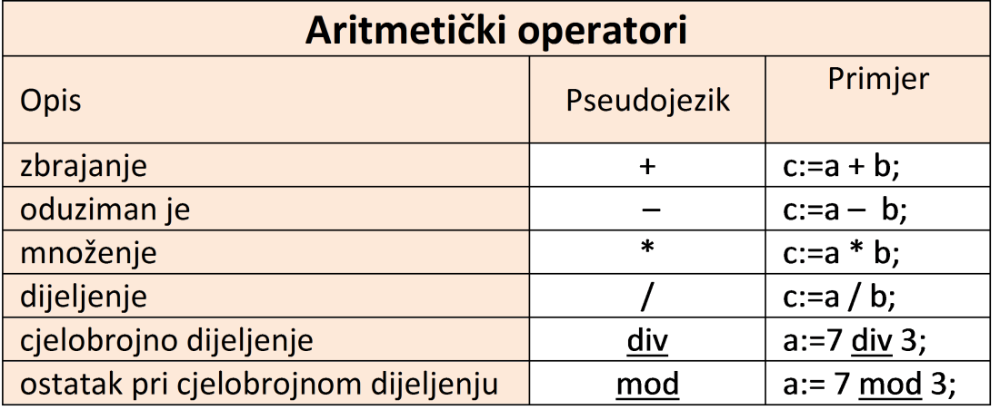 Aritmetički operatori
Opis Pseudojezik Primjer
zbrajanje + c:=a + b;
oduziman je – c:=a – b;
množenje * c:=a * b;
dijeljenje / c:=a / b;
cjelobrojno dijeljenje div a:=7 div 3;
ostatak pri cjelobrojnom dijeljenju mod a:= 7 mod 3;